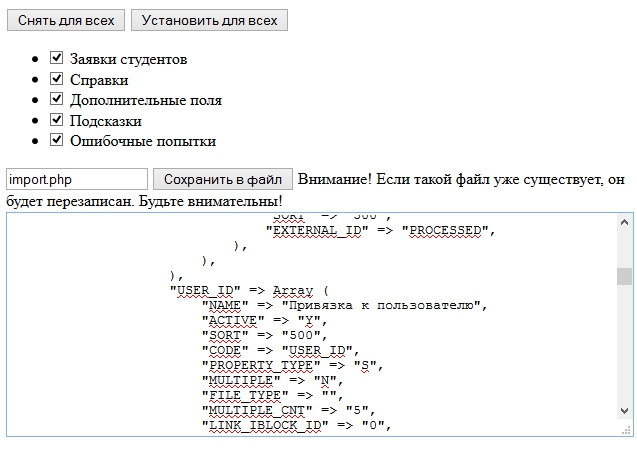 Снять для всех Установить для всех
Заявки студентов
Справки
Дополнительные поля
Подсказки
Ошибочные попытки
import.php Сохранить в файл Внимание! Если такой файл уже существует, он
будет перезаписан. Будьте внимательны!
"SORT" => "500",
"EXTERNAL_ID" => "PROCESSED",
),
),
),
"USER_ID" => Array (
"NAME" => "Привязка к пользователю",
"ACTIVE" => "Y",
"SORT" => "500",
"CODE" => "USER_ID",
"PROPERTY_TYPE" => "S",
"MULTIPLE" => "N",
"FILE_TYPE" => "",
"MULTIPLE_CNT" => "5",
"LINK_IBLOCK_ID" => "0",